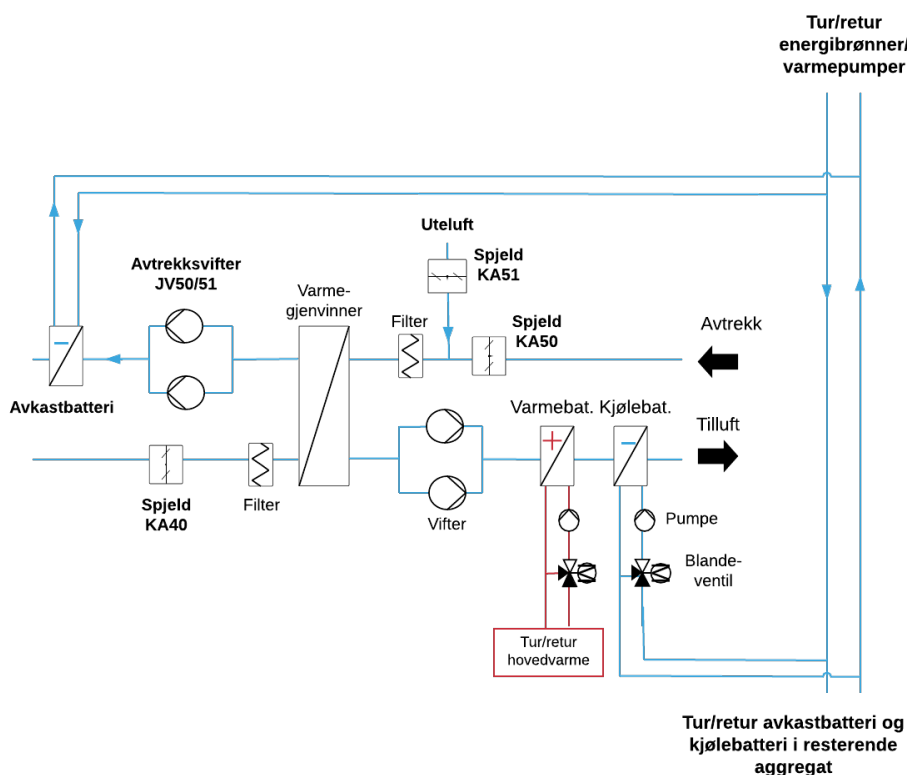 Tur/retur
energibrønner/
varmepumper
Uteluft
Spjeld
KA51
Avtrekksvifter
JV50/51
Varme-
gjenvinner
Filter
Spjeld
KA50
Avtrekk
Avkastbatteri
Varmebat.
Kjølebat.
Tilluft
Spjeld
KA40
Filter
Vifter
Pumpe
Blande-
ventil
Tur/retur
hovedvarme
Tur/retur avkastbatteri og
kjølebatteri i resterende
aggregat